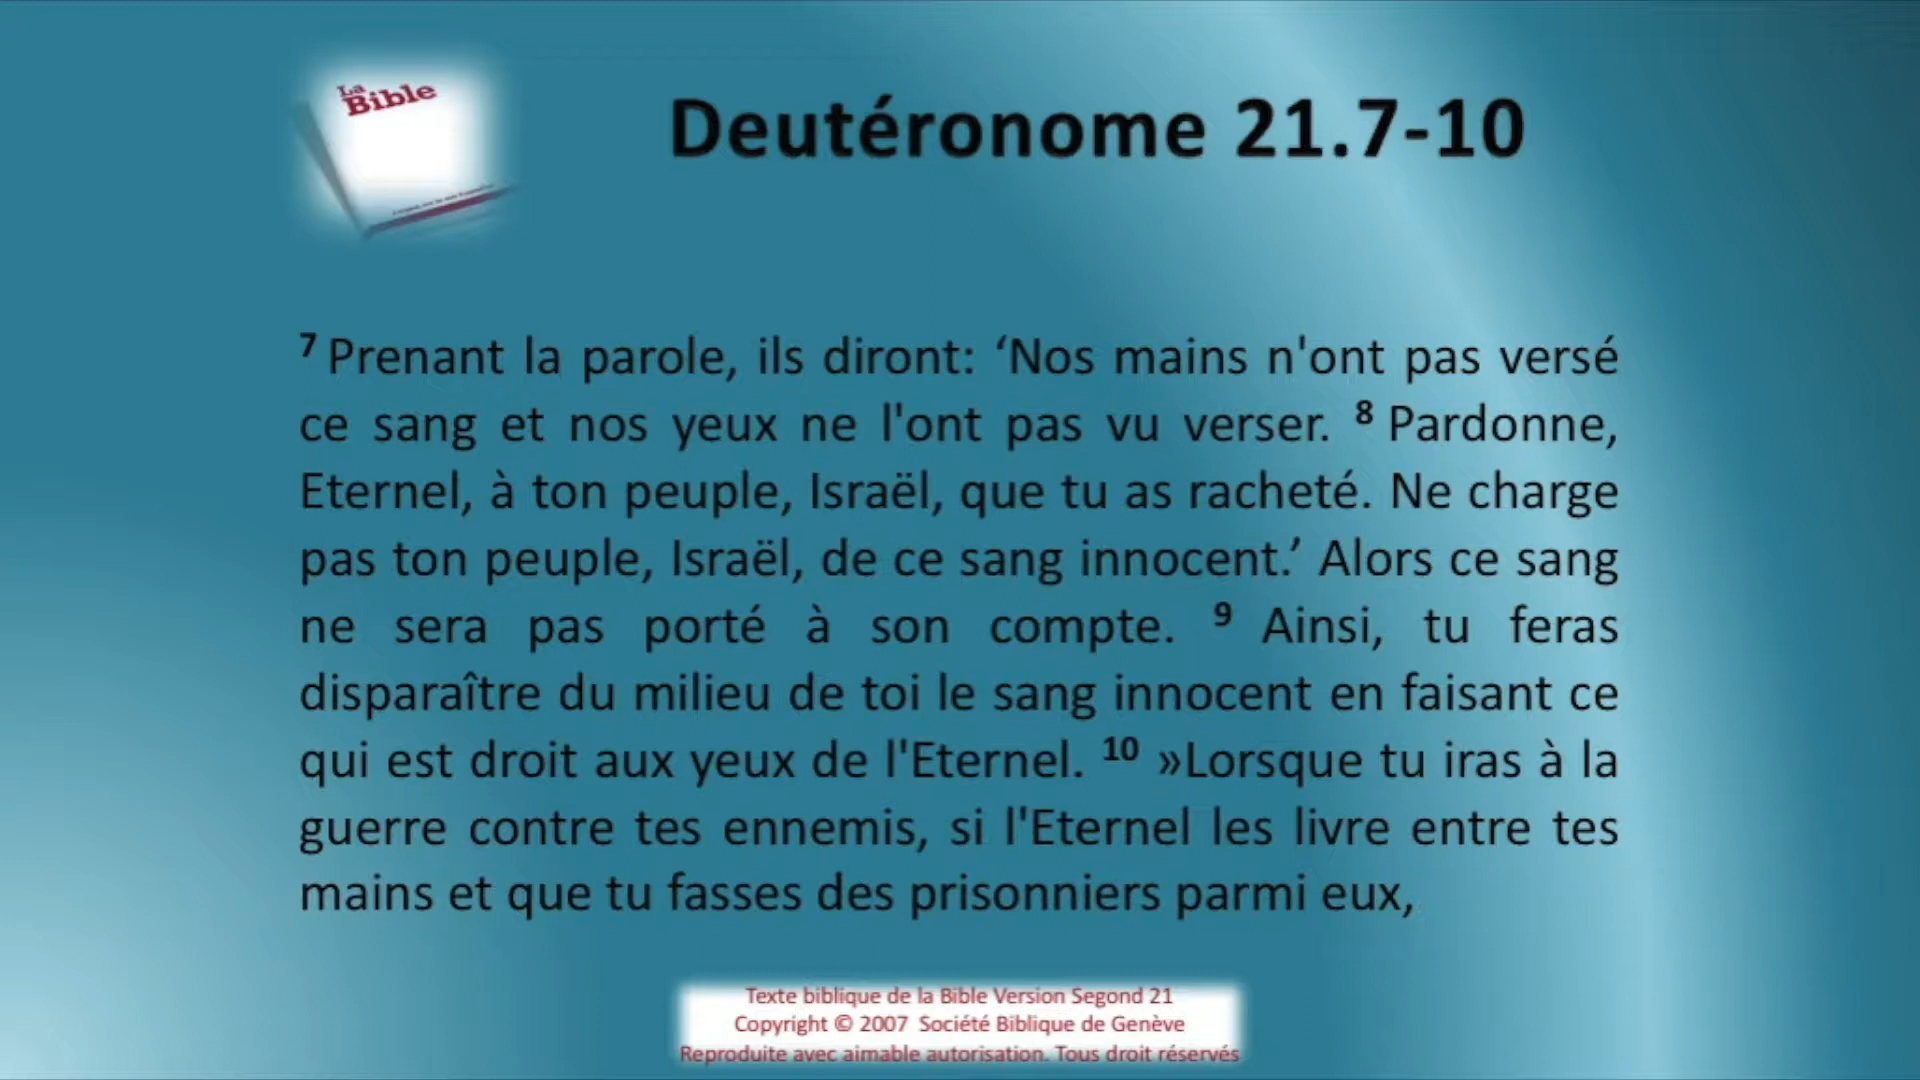 La
Bible
Deutéronome 21.7-10
7 Prenant la parole, ils diront: ‘Nos mains n'ont pas versé
ce sang et nos yeux ne l'ont pas vu verser. 8 Pardonne,
Eternel, à ton peuple, Israël, que tu as racheté. Ne charge
pas ton peuple, Israël, de ce sang innocent.’ Alors ce sang
ne sera pas porté à son compte. 9 Ainsi, tu feras
disparaître du milieu de toi le sang innocent en faisant ce
qui est droit aux yeux de l'Eternel. 10 »Lorsque tu iras à la
guerre contre tes ennemis, si l'Eternel les livre entre tes
mains et que tu fasses des prisonniers parmi eux,
Texte biblique de la Bible Version Segond 21
Copyright © 2007 Société Biblique de Genève
Reproduite avec aimable autorisation. Tous droit réservés